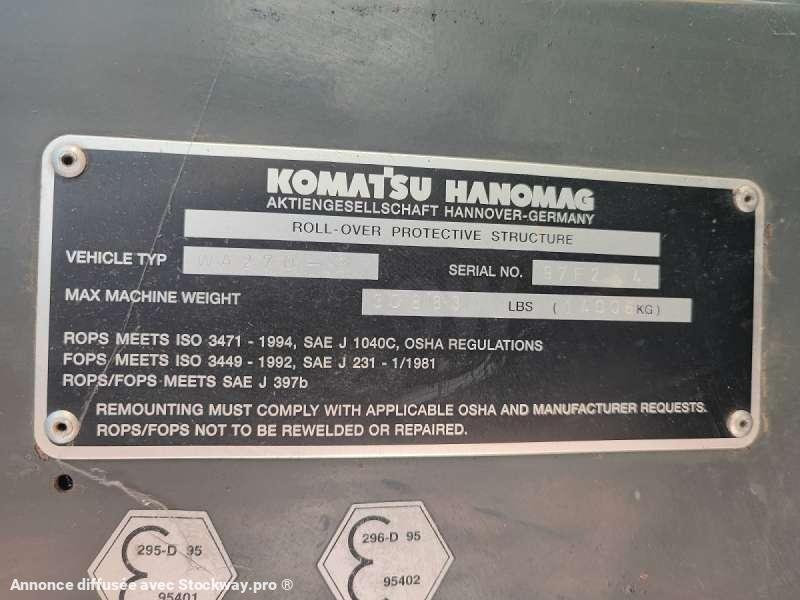 KOMATSU HANOMAG
AKTIENGESELLSCHAFT HANNOVER-GERMANY
ROLL-OVER PROTECTIVE STRUCTURE
VEHICLE TYP
SERIAL NO.
MAX MACHINE WEIGHT LBS ( KG)
ROPS MEETS ISO 3471 - 1994, SAE J 1040C, OSHA REGULATIONS
FOPS MEETS ISO 3449 - 1992, SAE J 231 - 1/1981
ROPS/FOPS MEETS SAE J 397b
REMOUNTING MUST COMPLY WITH APPLICABLE OSHA AND MANUFACTURER REQUESTS.
ROPS/FOPS NOT TO BE REWELDED OR REPAIRED.
295-D 95
95401
296-D 95
95402
Annonce diffusée avec Stockway.pro ®